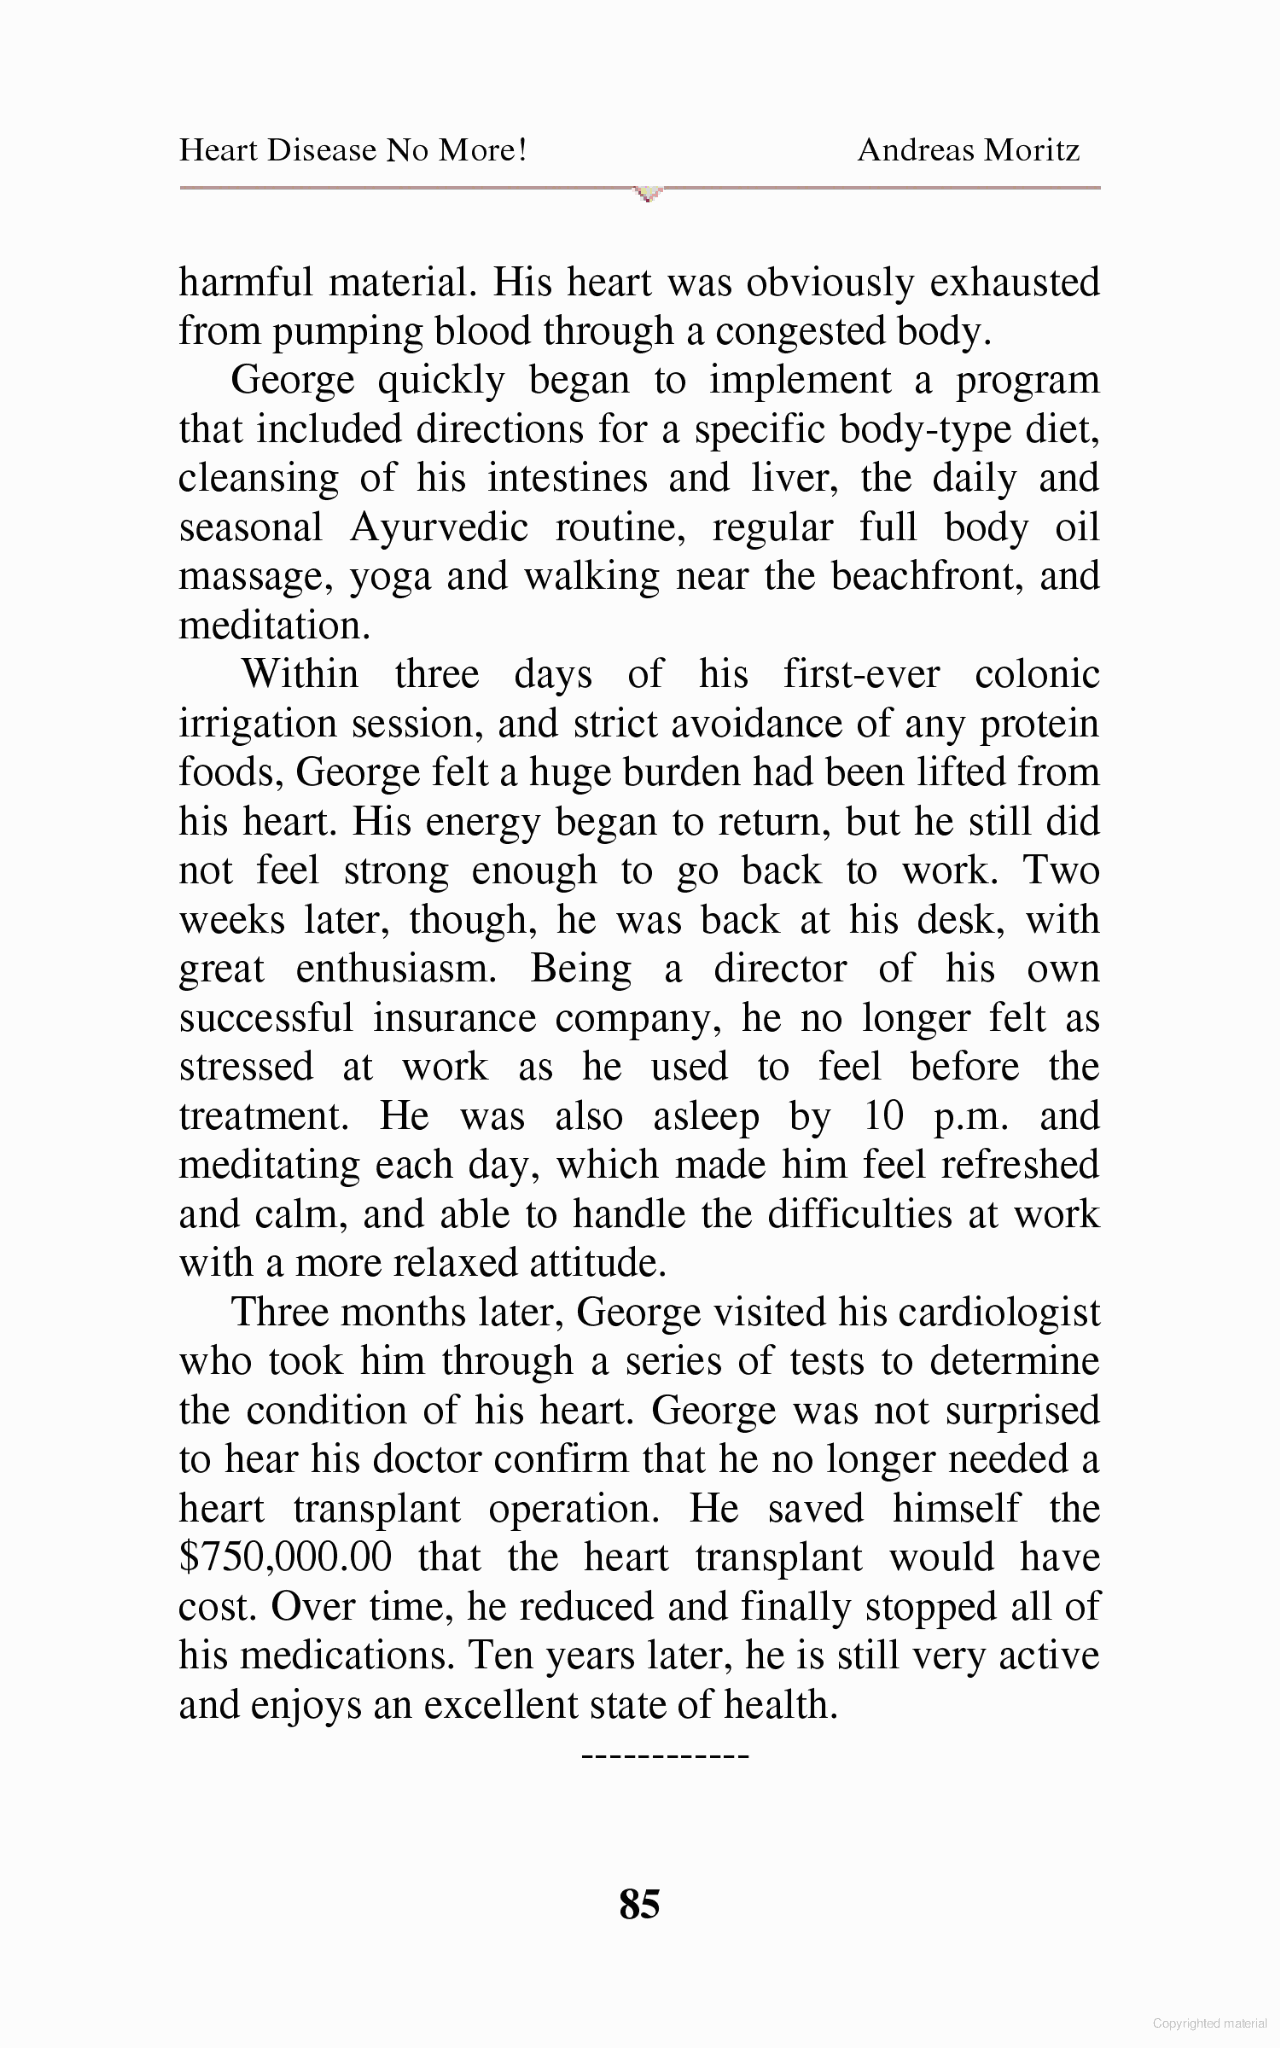 Heart Disease No More! Andreas Moritz
harmful material. His heart was obviously exhausted
from pumping blood through a congested body.
George quickly began to implement a program
that included directions for a specific body-type diet,
cleansing of his intestines and liver, the daily and
seasonal Ayurvedic routine, regular full body oil
massage, yoga and walking near the beachfront, and
meditation.
Within three days of his first-ever colonic
irrigation session, and strict avoidance of any protein
foods, George felt a huge burden had been lifted from
his heart. His energy began to return, but he still did
not feel strong enough to go back to work. Two
weeks later, though, he was back at his desk, with
great enthusiasm. Being a director of his own
successful insurance company, he no longer felt as
stressed at work as he used to feel before the
treatment. He was also asleep by 10 p.m. and
meditating each day, which made him feel refreshed
and calm, and able to handle the difficulties at work
with a more relaxed attitude.
Three months later, George visited his cardiologist
who took him through a series of tests to determine
the condition of his heart. George was not surprised
to hear his doctor confirm that he no longer needed a
heart transplant operation. He saved himself the
$750,000.00 that the heart transplant would have
cost. Over time, he reduced and finally stopped all of
his medications. Ten years later, he is still very active
and enjoys an excellent state of health.
------------
85
Copyrighted material